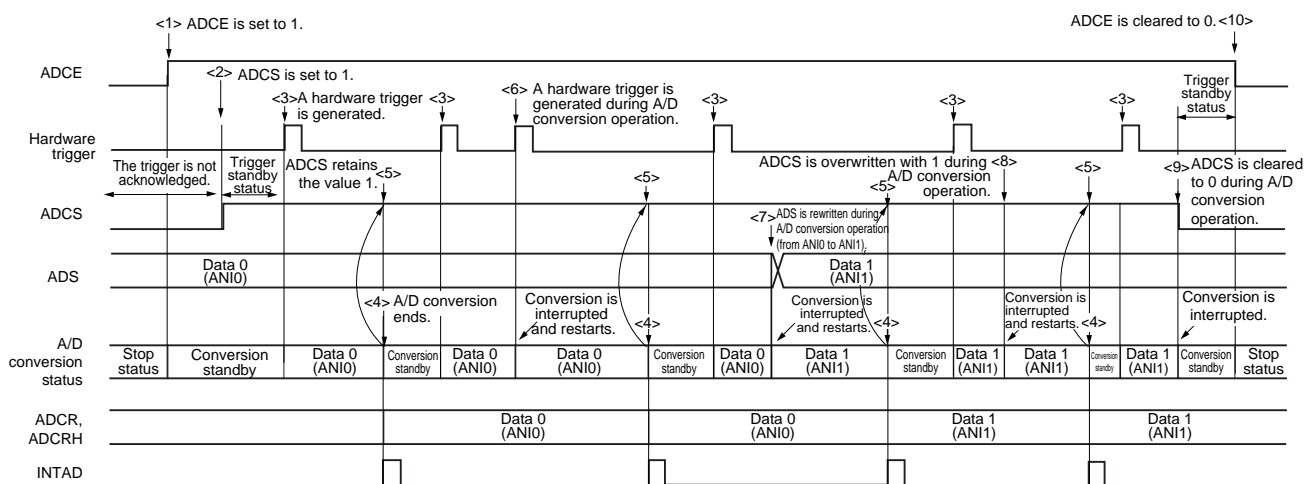 <1> ADCE is set to 1.
ADCE is cleared to 0. <10>
ADCE
<2> ADCS is set to 1.
<3> A hardware trigger
is generated.
<3>
<6> A hardware trigger is
generated during A/D
conversion operation.
<3>
<3>
<3>
Trigger
standby
status
Hardware
trigger
The trigger is not
acknowledged.
Trigger
standby
status
ADCS retains
the value 1.
<5>
<5>
ADCS is overwritten with 1 during <8>
A/D conversion
operation.
<5>
<5>
<9> ADCS is cleared
to 0 during A/D
conversion
operation.
ADCS
<7> ADS is rewritten during
A/D conversion operation
(from ANI0 to ANI1).
ADS
Data 0
(ANI0)
Data 1
(ANI1)
<4> A/D conversion
ends.
Conversion is
interrupted
and restarts.
<4>
Conversion is
interrupted
and restarts.
<4>
Conversion is
interrupted
and restarts.
<4>
Conversion is
interrupted.
A/D
conversion
status
Stop
status
Conversion
standby
Data 0
(ANI0)
Conversion
standby
Data 0
(ANI0)
Data 0
(ANI0)
Conversion
standby
Data 0
(ANI0)
Data 1
(ANI1)
Conversion
standby
Data 1
(ANI1)
Data 1
(ANI1)
Conversion
standby
Data 1
(ANI1)
Conversion
standby
Stop
status
ADCR,
ADCRH
Data 0
(ANI0)
Data 0
(ANI0)
Data 1
(ANI1)
Data 1
(ANI1)
INTAD